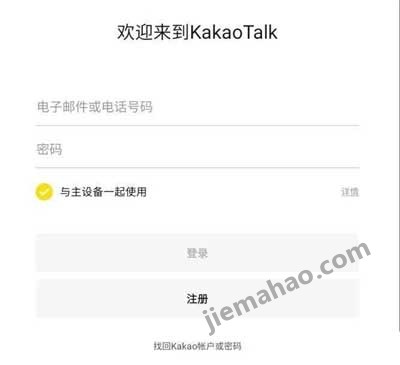 欢迎来到KakaoTalk
电子邮件或电话号码
密码
与主设备一起使用 详情
登录
注册
jiemahao.com
找回Kakao帐户或密码